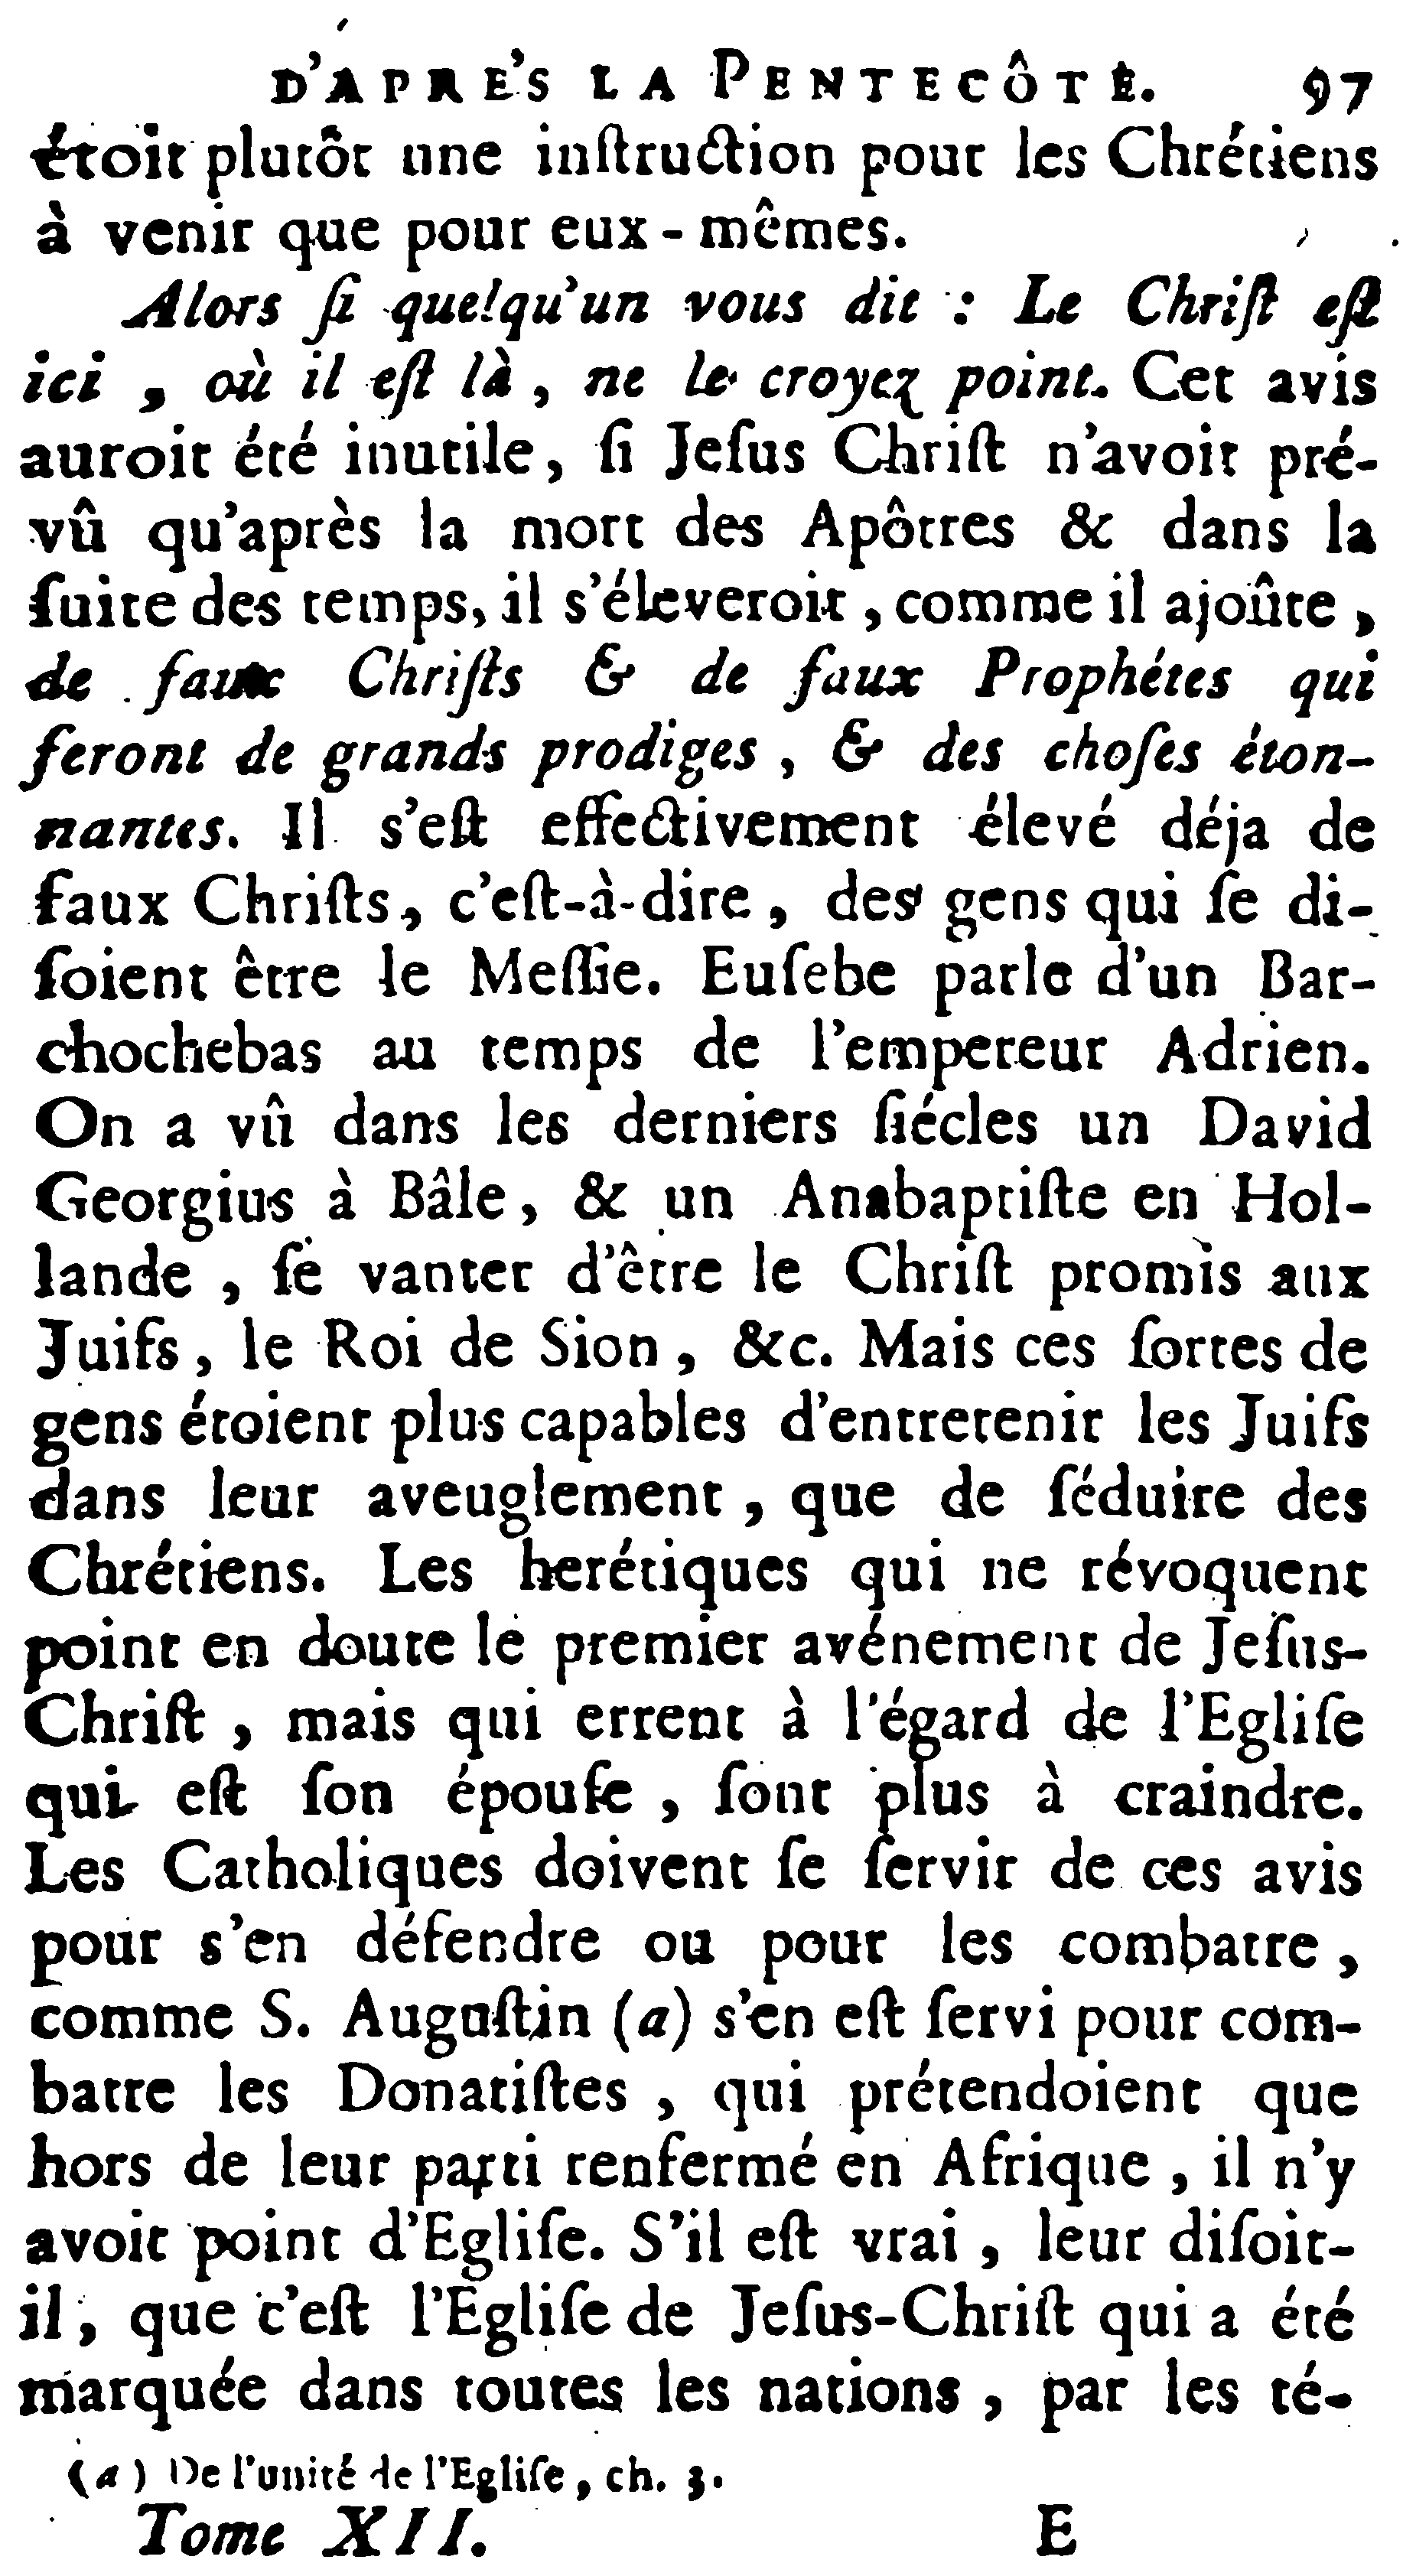 D'APRE'S LA PENTECÔTE. 97
étoit plutôt une inſtruction pour les Chrétiens
à venir que pour eux-mêmes.
Alors ſi quelqu'un vous dit : Le Chriſt eſt
ici, où il eſt là, ne le croyez point. Cet avis
auroit été inutile, ſi Jeſus Chriſt n'avoit pré-
vû qu'après la mort des Apôtres & dans la
ſuite des temps, il s'éleveroit, comme il ajoûte,
de faux Chriſts & de faux Prophétes qui
feront de grands prodiges, & des choſes éton-
nantes. Il s'eſt effectivement élevé déja de
faux Chriſts, c'eſt-à-dire, des gens qui ſe di-
ſoient être le Meſſie. Euſebe parle d'un Bar-
chochebas au temps de l'empereur Adrien.
On a vû dans les derniers ſiécles un David
Georgius à Bâle, & un Anabaptiſte en Hol-
lande, ſe vanter d'être le Chriſt promis aux
Juifs, le Roi de Sion, &c. Mais ces ſortes de
gens étoient plus capables d'entretenir les Juifs
dans leur aveuglement, que de ſéduire des
Chrétiens. Les herétiques qui ne révoquent
point en doute le premier avénement de Jeſus-
Chriſt, mais qui errent à l'égard de l'Egliſe
qui eſt ſon épouſe, ſont plus à craindre.
Les Catholiques doivent ſe ſervir de ces avis
pour s'en défendre ou pour les combatre,
comme S. Auguſtin (a) s'en eſt ſervi pour com-
batre les Donatiſtes, qui prétendoient que
hors de leur parti renfermé en Afrique, il n'y
avoit point d'Egliſe. S'il eſt vrai, leur diſoit-
il, que c'eſt l'Egliſe de Jeſus-Chriſt qui a été
marquée dans toutes les nations, par les té-
(a) De l'unité de l'Egliſe, ch. 3.
Tome XII. E